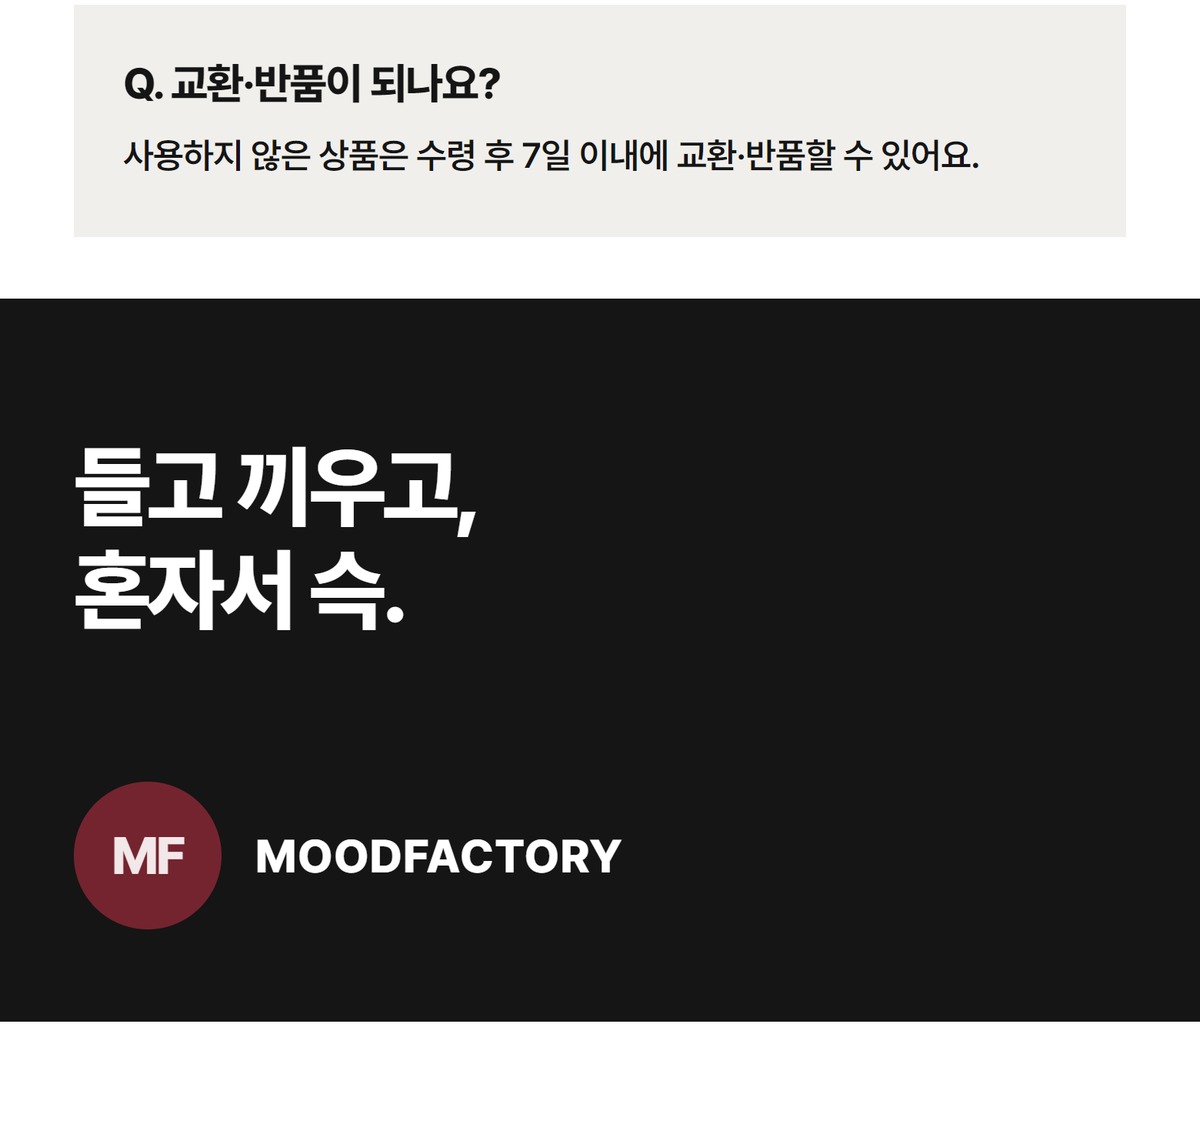 Q. 교환·반품이 되나요?
사용하지 않은 상품은 수령 후 7일 이내에 교환·반품할 수 있어요.
들고 끼우고,
혼자서 슥.
MF
MOODFACTORY